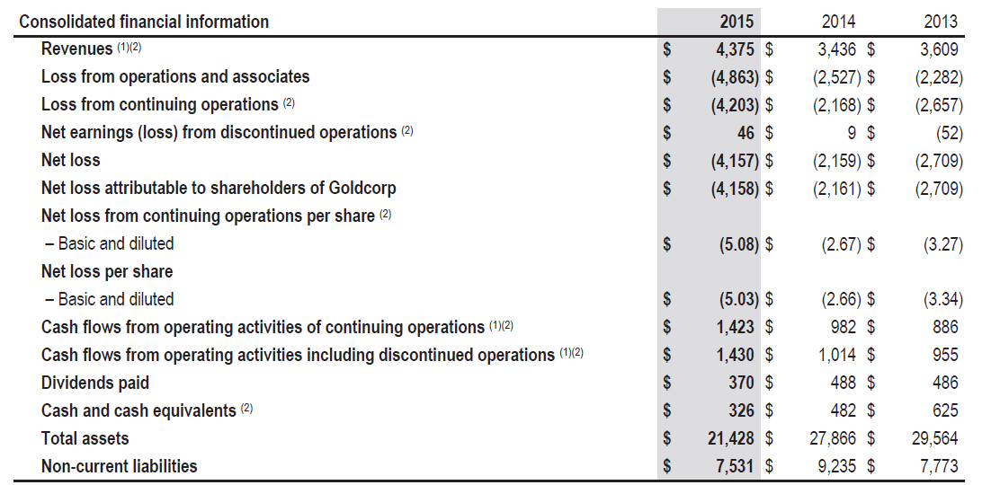 Consolidated financial information 2015 2014 2013
Revenues (1)(2) $ 4,375 $ 3,436 $ 3,609
Loss from operations and associates $ (4,863) $ (2,527) $ (2,282)
Loss from continuing operations (2) $ (4,203) $ (2,168) $ (2,657)
Net earnings (loss) from discontinued operations (2) $ 46 $ 9 $ (52)
Net loss $ (4,157) $ (2,159) $ (2,709)
Net loss attributable to shareholders of Goldcorp $ (4,158) $ (2,161) $ (2,709)
Net loss from continuing operations per share (2)
– Basic and diluted $ (5.08) $ (2.67) $ (3.27)
Net loss per share
– Basic and diluted $ (5.03) $ (2.66) $ (3.34)
Cash flows from operating activities of continuing operations (1)(2) $ 1,423 $ 982 $ 886
Cash flows from operating activities including discontinued operations (1)(2) $ 1,430 $ 1,014 $ 955
Dividends paid $ 370 $ 488 $ 486
Cash and cash equivalents (2) $ 326 $ 482 $ 625
Total assets $ 21,428 $ 27,866 $ 29,564
Non-current liabilities $ 7,531 $ 9,235 $ 7,773